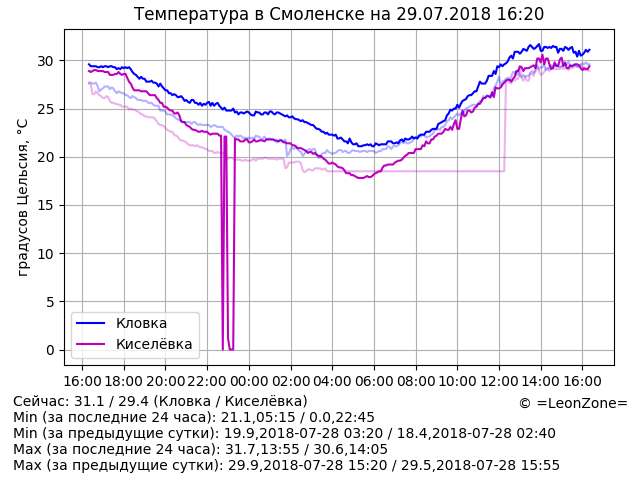 Температура в Смоленске на 29.07.2018 16:20
градусов Цельсия, °C
30
25
20
15
10
5
0
Кловка
Киселёвка
16:00 18:00 20:00 22:00 00:00 02:00 04:00 06:00 08:00 10:00 12:00 14:00 16:00
Сейчас: 31.1 / 29.4 (Кловка / Киселёвка)
© =LeonZone=
Min (за последние 24 часа): 21.1,05:15 / 0.0,22:45
Min (за предыдущие сутки): 19.9,2018-07-28 03:20 / 18.4,2018-07-28 02:40
Max (за последние 24 часа): 31.7,13:55 / 30.6,14:05
Max (за предыдущие сутки): 29.9,2018-07-28 15:20 / 29.5,2018-07-28 15:55